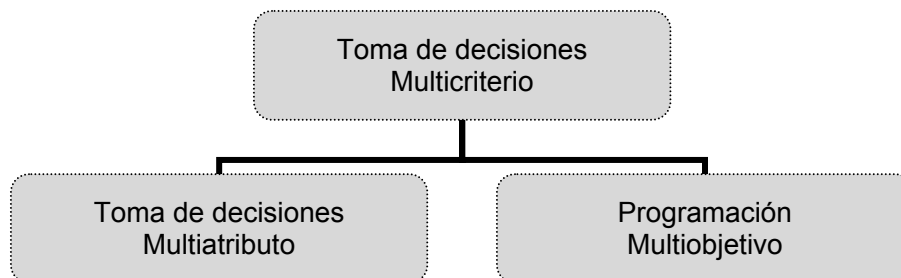 Toma de decisiones
Multicriterio
Toma de decisiones
Multiatributo
Programación
Multiobjetivo